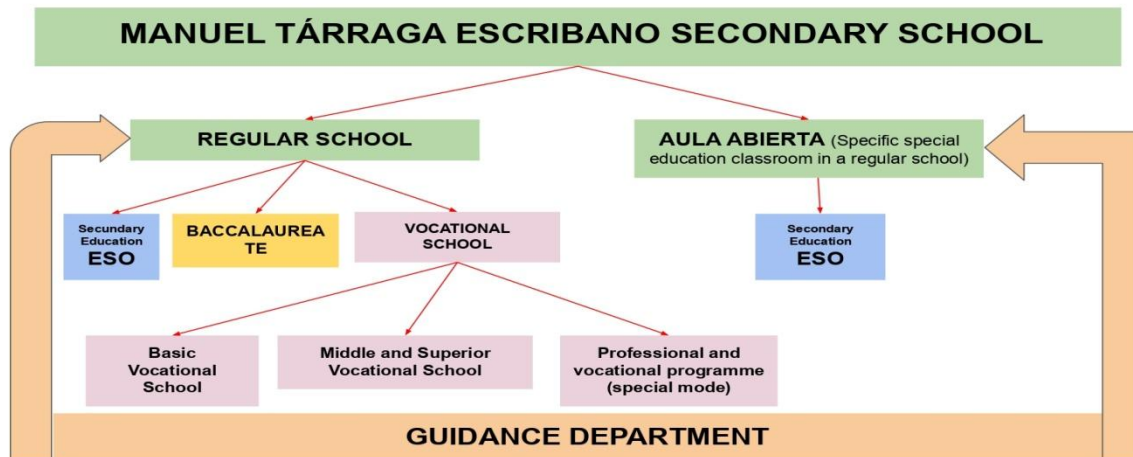 MANUEL TÁRRAGA ESCRIBANO SECONDARY SCHOOL
REGULAR SCHOOL
AULA ABIERTA (Specific special
education classroom in a regular school)
Secundary
Education
ESO
BACCALAUREA
TE
VOCATIONAL
SCHOOL
Secondary
Education
ESO
Basic
Vocational
School
Middle and Superior
Vocational School
Professional and
vocational programme
(special mode)
GUIDANCE DEPARTMENT